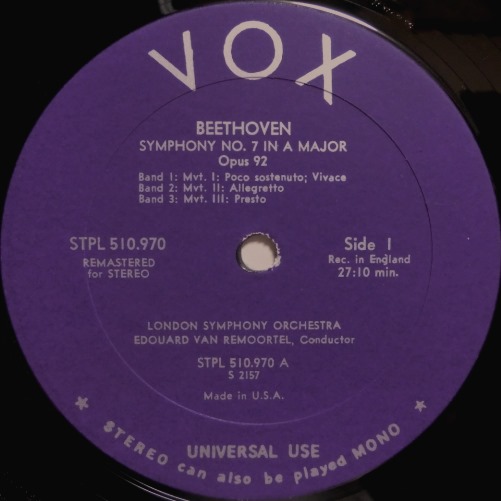 VOX
BEETHOVEN
SYMPHONY NO. 7 IN A MAJOR
Opus 92
Band 1: Mvt. I: Poco sostenuto; Vivace
Band 2: Mvt. II: Allegretto
Band 3: Mvt. III: Presto
STPL 510.970
REMASTERED
for STEREO
Side 1
Rec. in England
27:10 min.
LONDON SYMPHONY ORCHESTRA
EDOUARD VAN REMOORTEL, Conductor
STPL 510.970 A
S 2157
Made in U.S.A.
UNIVERSAL USE
* STEREO can also be played MONO *